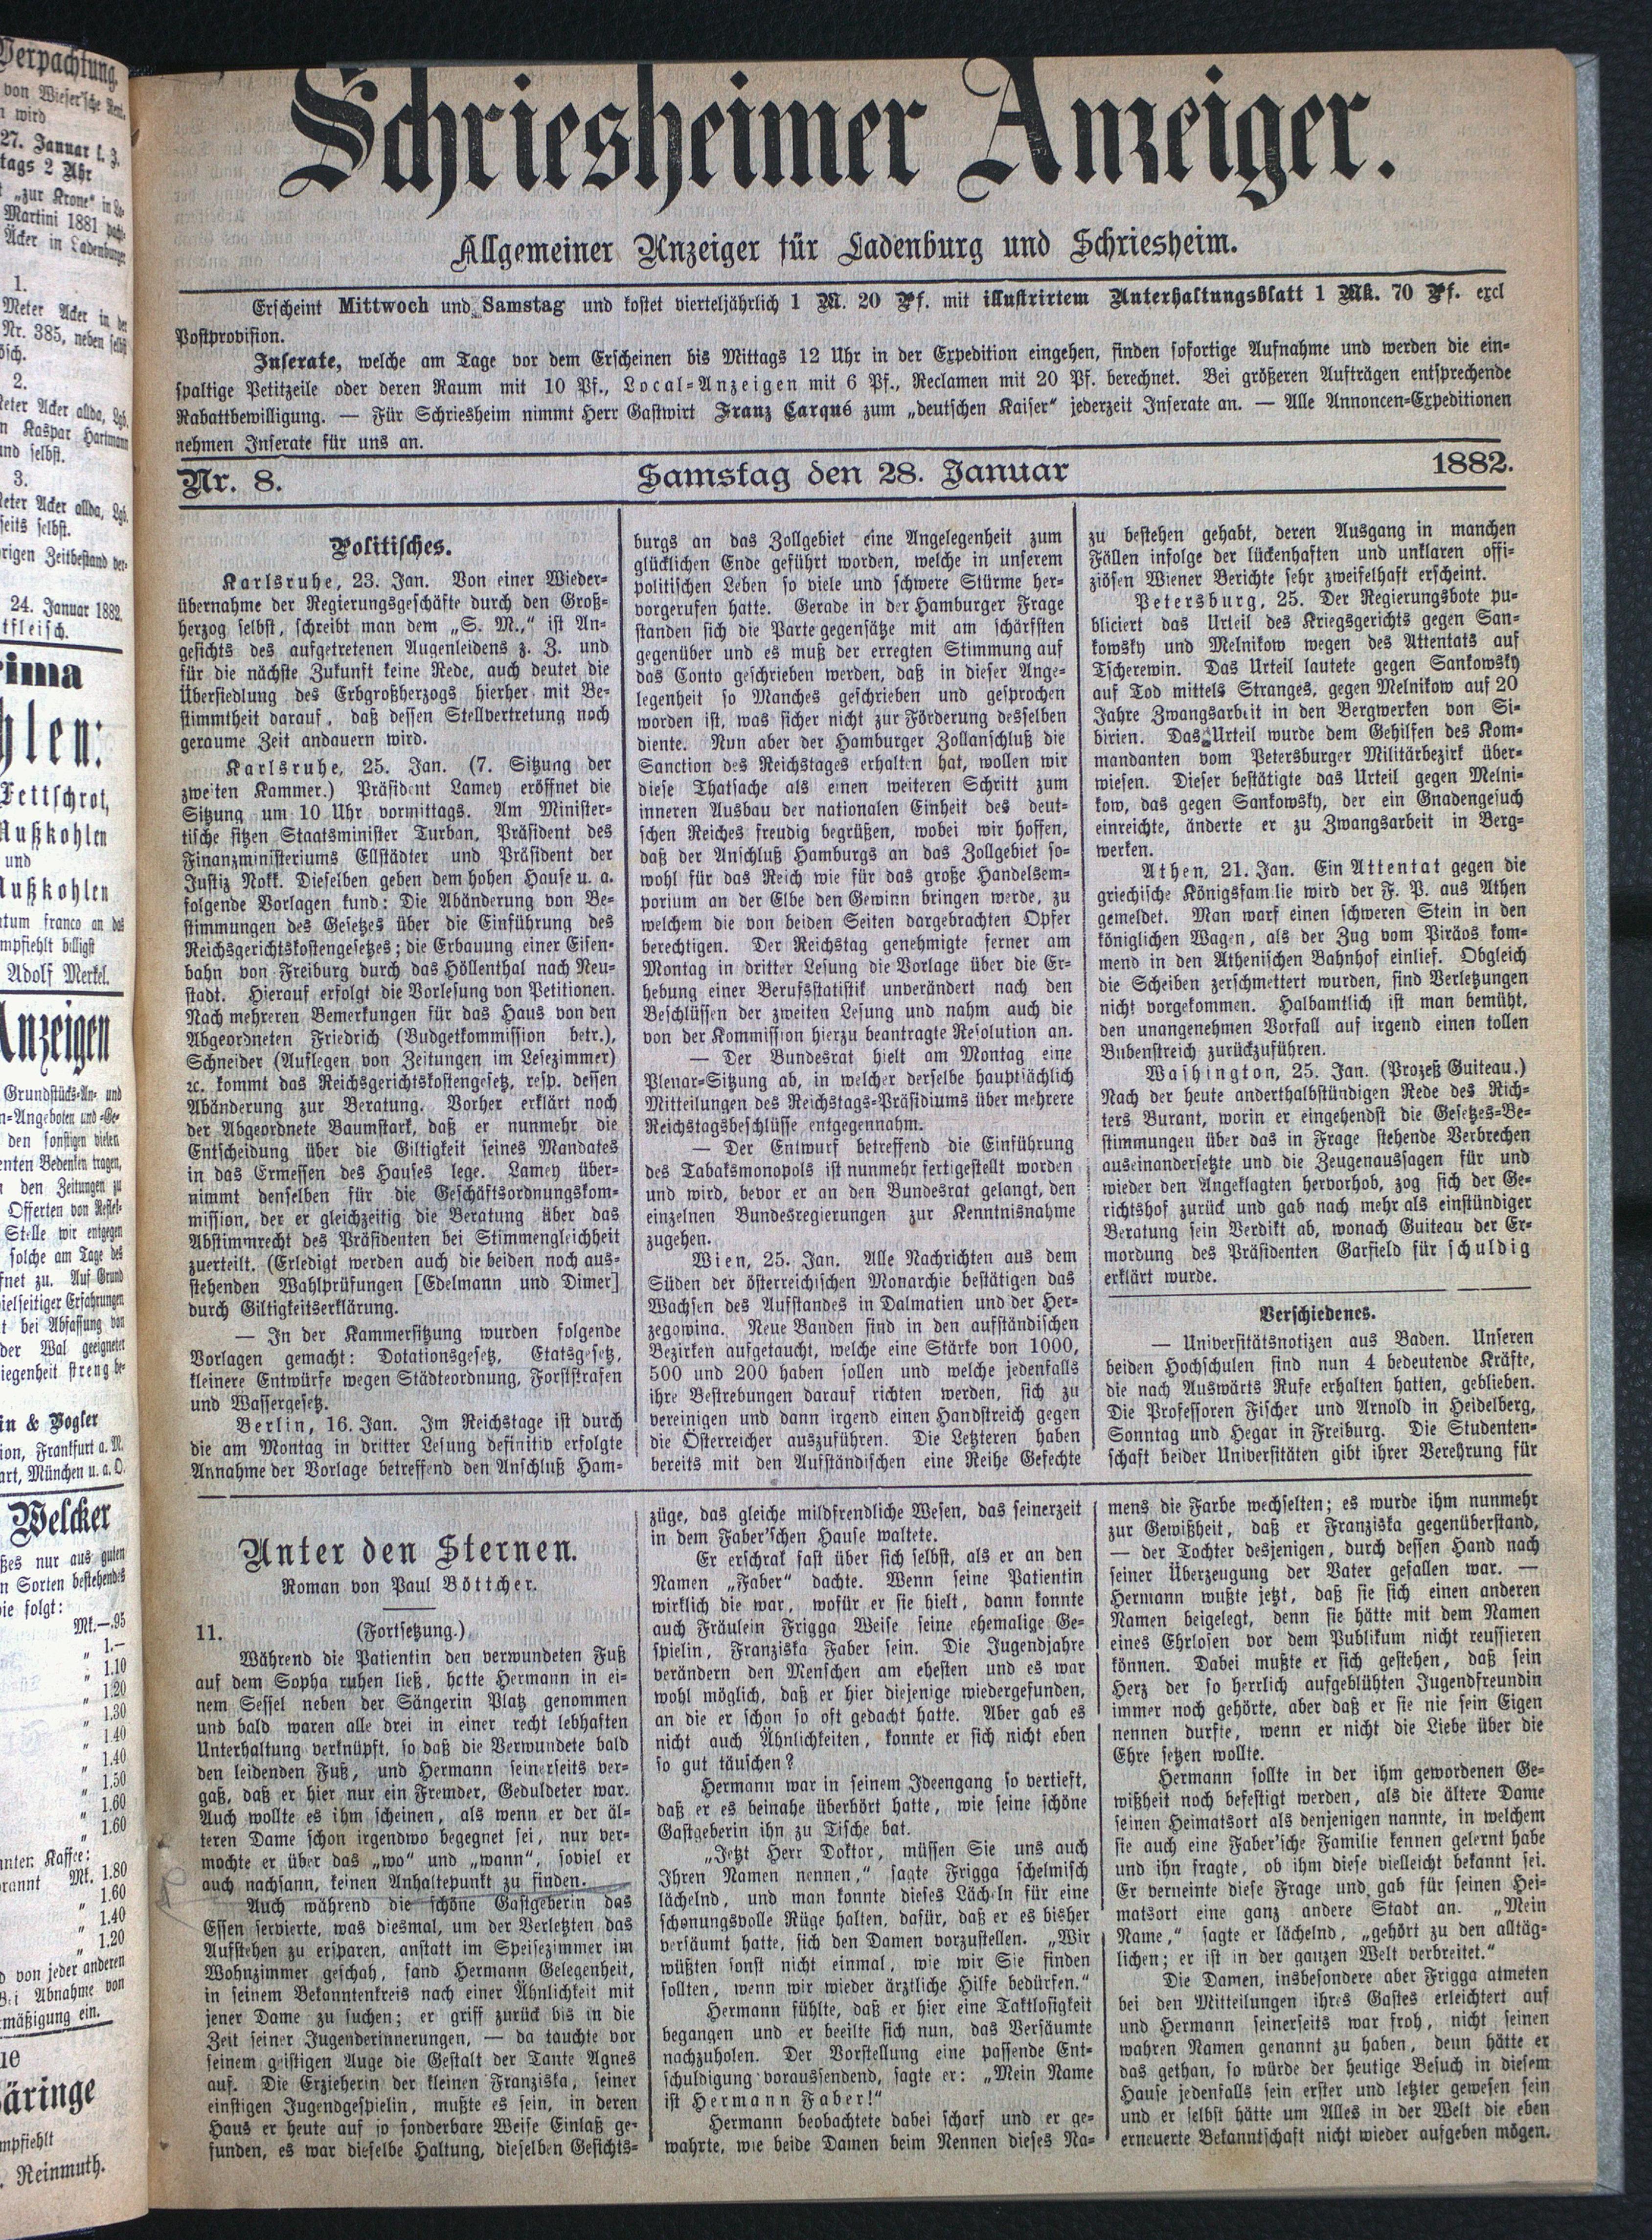 Schriesheimer Anzeiger.
Allgemeiner Anzeiger für Ladenburg und Schriesheim.
Erscheint Mittwoch und Samstag und kostet vierteljährlich 1 M. 20 Pf. mit illustrirtem Unterhaltungsblatt 1 Mk. 70 Pf. excl
Postprovision.
Inserate, welche am Tage vor dem Erscheinen bis Mittags 12 Uhr in der Expedition eingehen, finden sofortige Aufnahme und werden die ein-
spaltige Petitzeile oder deren Raum mit 10 Pf., Local-Anzeigen mit 6 Pf., Reclamen mit 20 Pf. berechnet. Bei größeren Aufträgen entsprechende
Rabattbewilligung. — Für Schriesheim nimmt Herr Gastwirt Franz Carqué zum „deutschen Kaiser“ jederzeit Inserate an. — Alle Annoncen-Expeditionen
nehmen Inserate für uns an.
Nr. 8. Samstag den 28. Januar 1882.
Politisches.
Karlsruhe, 23. Jan. Von einer Wieder-
übernahme der Regierungsgeschäfte durch den Groß-
herzog selbst, schreibt man dem „S. M.,“ ist An-
gesichts des aufgetretenen Augenleidens z. Z. und
für die nächste Zukunft keine Rede, auch deutet die
Übersiedlung des Erbgroßherzogs hierher mit Be-
stimmtheit darauf, daß dessen Stellvertretung noch
geraume Zeit andauern wird.
Karlsruhe, 25. Jan. (7. Sitzung der
zweiten Kammer.) Präsident Lamey eröffnet die
Sitzung um 10 Uhr vormittags. Am Minister-
tische sitzen Staatsminister Turban, Präsident des
Finanzministeriums Ellstädter und Präsident der
Justiz Nokk. Dieselben geben dem hohen Hause u. a.
folgende Vorlagen kund: Die Abänderung von Be-
stimmungen des Gesetzes über die Einführung des
Reichsgerichtskostengesetzes; die Erbauung einer Eisen-
bahn von Freiburg durch das Höllenthal nach Neu-
stadt. Hierauf erfolgt die Vorlesung von Petitionen.
Nach mehreren Bemerkungen für das Haus von den
Abgeordneten Friedrich (Budgetkommission betr.),
Schneider (Auflegen von Zeitungen im Lesezimmer)
ꝛc. kommt das Reichsgerichtskostengesetz, resp. dessen
Abänderung zur Beratung. Vorher erklärt noch
der Abgeordnete Baumstark, daß er nunmehr die
Entscheidung über die Giltigkeit seines Mandates
in das Ermessen des Hauses lege. Lamey über-
nimmt denselben für die Geschäftsordnungskom-
mission, der er gleichzeitig die Beratung über das
Abstimmrecht des Präsidenten bei Stimmengleichheit
zuerteilt. (Erledigt werden auch die beiden noch aus-
stehenden Wahlprüfungen [Edelmann und Dimer]
durch Giltigkeitserklärung.
— In der Kammersitzung wurden folgende
Vorlagen gemacht: Dotationsgesetz, Etatsgesetz,
kleinere Entwürfe wegen Städteordnung, Forststrafen
und Wassergesetz.
Berlin, 16. Jan. Im Reichstage ist durch
die am Montag in dritter Lesung definitiv erfolgte
Annahme der Vorlage betreffend den Anschluß Ham-
burgs an das Zollgebiet eine Angelegenheit zum
glücklichen Ende geführt worden, welche in unserem
politischen Leben so viele und schwere Stürme her-
vorgerufen hatte. Gerade in der Hamburger Frage
standen sich die Parteigegensätze mit am schärfsten
gegenüber und es muß der erregten Stimmung auf
das Conto geschrieben werden, daß in dieser Ange-
legenheit so Manches geschrieben und gesprochen
worden ist, was sicher nicht zur Förderung desselben
diente. Nun aber der Hamburger Zollanschluß die
Sanction des Reichstages erhalten hat, wollen wir
diese Thatsache als einen weiteren Schritt zum
inneren Ausbau der nationalen Einheit des deut-
schen Reiches freudig begrüßen, wobei wir hoffen,
daß der Anschluß Hamburgs an das Zollgebiet so-
wohl für das Reich wie für das große Handelsem-
porium an der Elbe den Gewinn bringen werde, zu
welchem die von beiden Seiten dargebrachten Opfer
berechtigen. Der Reichstag genehmigte ferner am
Montag in dritter Lesung die Vorlage über die Er-
hebung einer Berufsstatistik unverändert nach den
Beschlüssen der zweiten Lesung und nahm auch die
von der Kommission hierzu beantragte Resolution an.
— Der Bundesrat hielt am Montag eine
Plenar-Sitzung ab, in welcher derselbe hauptsächlich
Mitteilungen des Reichstags-Präsidiums über mehrere
Reichstagsbeschlüsse entgegennahm.
— Der Entwurf betreffend die Einführung
des Tabaksmonopols ist nunmehr fertigestellt worden
und wird, bevor er an den Bundesrat gelangt, den
einzelnen Bundesregierungen zur Kenntnisnahme
zugehen.
Wien, 25. Jan. Alle Nachrichten aus dem
Süden der österreichischen Monarchie bestätigen das
Wachsen des Aufstandes in Dalmatien und der Her-
zegowina. Neue Banden sind in den aufständischen
Bezirken aufgetaucht, welche eine Stärke von 1000,
500 und 200 haben sollen und welche jedenfalls
ihre Bestrebungen darauf richten werden, sich zu
vereinigen und dann irgend einen Handstreich gegen
die Österreicher auszuführen. Die Letzteren haben
bereits mit den Aufständischen eine Reihe Gefechte
zu bestehen gehabt, deren Ausgang in manchen
Fällen infolge der lückenhaften und unklaren offi-
ziösen Wiener Berichte sehr zweifelhaft erscheint.
Petersburg, 25. Der Regierungsbote pu-
bliciert das Urteil des Kriegsgerichts gegen San-
kowsky und Melnikow wegen des Attentats auf
Tscherewin. Das Urteil lautete gegen Sankowsky
auf Tod mittels Stranges, gegen Melnikow auf 20
Jahre Zwangsarbeit in den Bergwerken von Si-
birien. Das Urteil wurde dem Gehilfen des Kom-
mandanten vom Petersburger Militärbezirk über-
wiesen. Dieser bestätigte das Urteil gegen Melni-
kow, das gegen Sankowsky, der ein Gnadengesuch
einreichte, änderte er zu Zwangsarbeit in Berg-
werken.
Athen, 21. Jan. Ein Attentat gegen die
griechische Königsfamilie wird der F. P. aus Athen
gemeldet. Man warf einen schweren Stein in den
königlichen Wagen, als der Zug vom Piräos kom-
mend in den Athenischen Bahnhof einlief. Obgleich
die Scheiben zerschmettert wurden, sind Verletzungen
nicht vorgekommen. Halbamtlich ist man bemüht,
den unangenehmen Vorfall auf irgend einen tollen
Bubenstreich zurückzuführen.
Washington, 25. Jan. (Prozeß Guiteau.)
Nach der heute anderthalbstündigen Rede des Rich-
ters Burant, worin er eingehendst die Gesetzes-Be-
stimmungen über das in Frage stehende Verbrechen
auseinandersetzte und die Zeugenaussagen für und
wieder den Angeklagten hervorhob, zog sich der Ge-
richtshof zurück und gab nach mehr als einstündiger
Beratung sein Verdikt ab, wonach Guiteau der Er-
mordung des Präsidenten Garfield für schuldig
erklärt wurde.
Verschiedenes.
— Universitätsnotizen aus Baden. Unseren
beiden Hochschulen sind nun 4 bedeutende Kräfte,
die nach Auswärts Rufe erhalten hatten, geblieben.
Die Professoren Fischer und Arnold in Heidelberg,
Sonntag und Hegar in Freiburg. Die Studenten-
schaft beider Universitäten gibt ihrer Verehrung für
Unter den Sternen.
Roman von Paul Böttcher.
11. (Fortsetzung.)
Während die Patientin den verwundeten Fuß
auf dem Sopha ruhen ließ, hatte Hermann in ei-
nem Sessel neben der Sängerin Platz genommen
und bald waren alle drei in einer recht lebhaften
Unterhaltung verknüpft, so daß die Verwundete bald
den leidenden Fuß, und Hermann seinerseits ver-
gaß, daß er hier nur ein Fremder, Geduldeter war.
Auch wollte es ihm scheinen, als wenn er der äl-
teren Dame schon irgendwo begegnet sei, nur ver-
mochte er über das „wo“ und „wann“, soviel er
auch nachsann, keinen Anhaltepunkt zu finden.
Auch während die schöne Gastgeberin das
Essen servierte, was diesmal, um der Verletzten das
Aufstehen zu ersparen, anstatt im Speisezimmer im
Wohnzimmer geschah, fand Hermann Gelegenheit,
in seinem Bekanntenkreis nach einer Ähnlichkeit mit
jener Dame zu suchen; er griff zurück bis in die
Zeit seiner Jugenderinnerungen, — da tauchte vor
seinem geistigen Auge die Gestalt der Tante Agnes
auf. Die Erzieherin der kleinen Franziska, seiner
einstigen Jugendgespielin, mußte es sein, in deren
Haus er heute auf so sonderbare Weise Einlaß ge-
funden, es war dieselbe Haltung, dieselben Gesichts-
züge, das gleiche mildfrendliche Wesen, das seinerzeit
in dem Faber'schen Hause waltete.
Er erschrak fast über sich selbst, als er an den
Namen „Faber“ dachte. Wenn seine Patientin
wirklich die war, wofür er sie hielt, dann konnte
auch Fräulein Frigga Weise seine ehemalige Ge-
spielin, Franziska Faber sein. Die Jugendjahre
verändern den Menschen am ehesten und es war
wohl möglich, daß er hier diejenige wiedergefunden,
an die er schon so oft gedacht hatte. Aber gab es
nicht auch Ähnlichkeiten, konnte er sich nicht eben
so gut täuschen?
Hermann war in seinem Ideengang so vertieft,
daß er es beinahe überhört hatte, wie seine schöne
Gastgeberin ihn zu Tische bat.
„Jetzt Herr Doktor, müssen Sie uns auch
Ihren Namen nennen,“ sagte Frigga schelmisch
lächelnd, und man konnte dieses Lächeln für eine
schonungsvolle Rüge halten, dafür, daß er es bisher
versäumt hatte, sich den Damen vorzustellen. „Wir
wüßten sonst nicht einmal, wie wir Sie finden
sollten, wenn wir wieder ärztliche Hilfe bedürfen.“
Hermann fühlte, daß er hier eine Taktlosigkeit
begangen und er beeilte sich nun, das Versäumte
nachzuholen. Der Vorstellung eine passende Ent-
schuldigung voraussendend, sagte er: „Mein Name
ist Hermann Faber!“
Hermann beobachtete dabei scharf und er ge-
wahrte, wie beide Damen beim Nennen dieses Na-
mens die Farbe wechselten; es wurde ihm nunmehr
zur Gewißheit, daß er Franziska gegenüberstand,
— der Tochter desjenigen, durch dessen Hand nach
seiner Überzeugung der Vater gefallen war. —
Hermann wußte jetzt, daß sie sich einen anderen
Namen beigelegt, denn sie hätte mit dem Namen
eines Ehrlosen vor dem Publikum nicht reussieren
können. Dabei mußte er sich gestehen, daß sein
Herz der so herrlich aufgeblühten Jugendfreundin
immer noch gehörte, aber daß er sie nie sein Eigen
nennen durfte, wenn er nicht die Liebe über die
Ehre setzen wollte.
Hermann sollte in der ihm gewordenen Ge-
wißheit noch befestigt werden, als die ältere Dame
seinen Heimatsort als denjenigen nannte, in welchem
sie auch eine Faber'sche Familie kennen gelernt habe
und ihn fragte, ob ihm diese vielleicht bekannt sei.
Er verneinte diese Frage und gab für seinen Hei-
matsort eine ganz andere Stadt an. „Mein
Name,“ sagte er lächelnd, „gehört zu den alltäg-
lichen; er ist in der ganzen Welt verbreitet.“
Die Damen, insbesondere aber Frigga atmeten
bei den Mitteilungen ihres Gastes erleichtert auf
und Hermann seinerseits war froh, nicht seinen
wahren Namen genannt zu haben, denn hätte er
das gethan, so würde der heutige Besuch in diesem
Hause jedenfalls sein erster und letzter gewesen sein
und er selbst hätte um Alles in der Welt die eben
erneuerte Bekanntschaft nicht wieder aufgeben mögen.